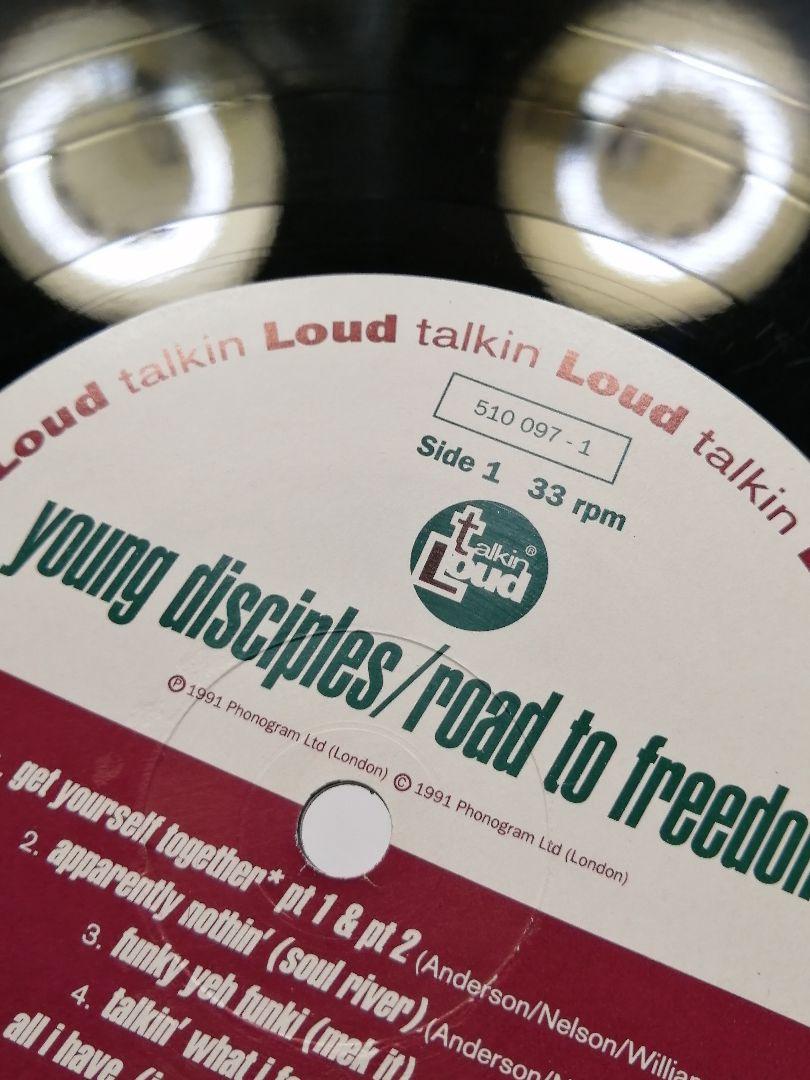 Loud talkin Loud talkin Loud talkin
510 097 - 1
Side 1 33 rpm
talkin Loud ®
young disciples/road to freedom
℗ 1991 Phonogram Ltd (London) © 1991 Phonogram Ltd (London)
get yourself together* pt 1 & pt 2 (Anderson/Nelson/William
2. apparently nothin' (soul river) (Anderson/
3. funky yeh funki (mek it)
4. talkin' what i
all i have